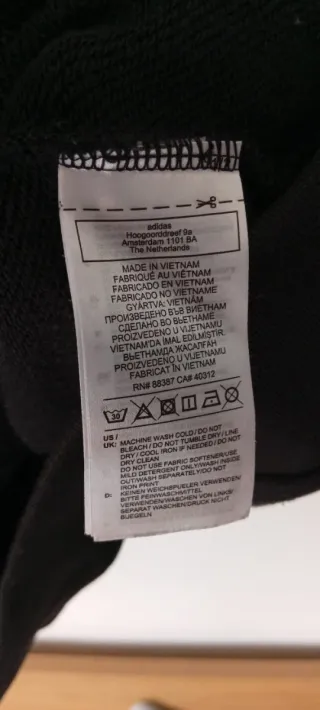 adidas
Hoogoorddreef 9a
Amsterdam 1101 BA
The Netherlands
MADE IN VIETNAM
FABRIQUÉ AU VIÊTNAM
FABRICADO EN VIETNAM
FABRICADO NO VIETNAME
GYÁRTVA: VIETNÁM
ПРОИЗВЕДЕНО ВЪВ ВИЕТНАМ
СДЕЛАНО ВО ВЬЕТНАМЕ
PROIZVEDENO U VIJETNAMU
VIETNAM'DA İMAL EDİLMİŞTİR.
ВЬЕТНАМДА ЖАСАЛҒАН
PROIZVEDENO U VIJETNAMU
FABRICAT ÎN VIETNAM
RN# 88387 CA# 40312
30
US /
UK: MACHINE WASH COLD/DO NOT
BLEACH/DO NOT TUMBLE DRY/LINE
DRY/COOL IRON IF NEEDED/DO NOT
DRY CLEAN
DO NOT USE FABRIC SOFTENER/USE
MILD DETERGENT ONLY/WASH INSIDE
OUT/WASH SEPARATELY/DO NOT
IRON PRINT
D: KEINEN WEICHSPUELER VERWENDEN/
BITTE FEINWASCHMITTEL
VERWENDEN/WASCHEN VON LINKS/
SEPARAT WASCHEN/DRUCK NICHT
BUEGELN